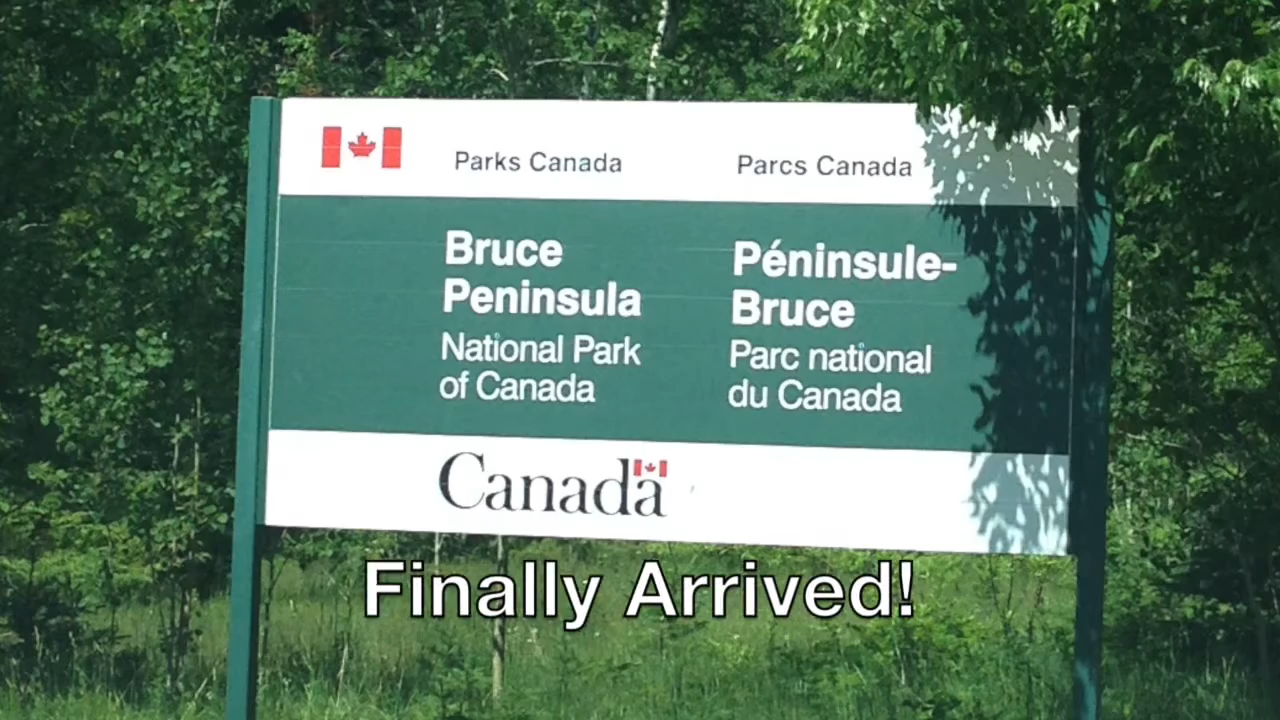 Parks Canada
Parcs Canada
Bruce
Peninsula
National Park
of Canada
Péninsule-
Bruce
Parc national
du Canada
Canada
Finally Arrived!